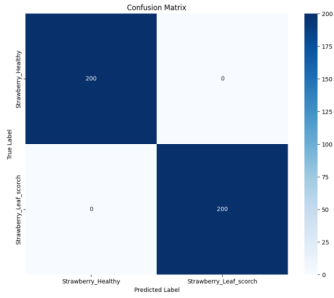 Confusion Matrix
True Label
Strawberry_Healthy
200
0
Strawberry_Leaf_scorch
0
200
Strawberry_Healthy
Strawberry_Leaf_scorch
Predicted Label
200
175
150
125
100
75
50
25
0